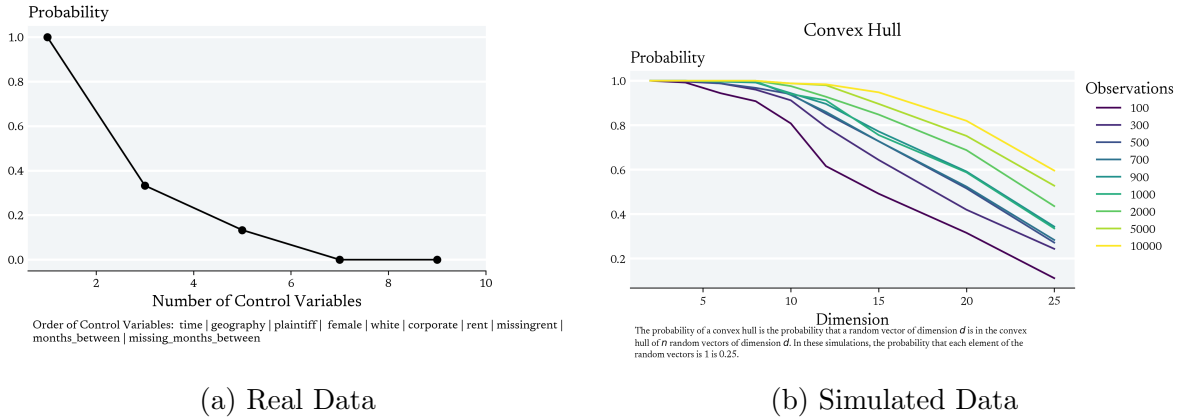 Probability
1.0
0.8
0.6
0.4
0.2
0.0
2
4
6
8
10
Number of Control Variables
Order of Control Variables: time | geography | plaintiff | female | white | corporate | rent | missingrent |
months_between | missing_months_between
(a) Real Data
Convex Hull
Probability
1.0
0.8
0.6
0.4
0.2
5
10
15
20
25
Dimension
The probability of a convex hull is the probability that a random vector of dimension d is in the convex
hull of n random vectors of dimension d. In these simulations, the probability that each element of the
random vectors is 1 is 0.25.
Observations
100
300
500
700
900
1000
2000
5000
10000
(b) Simulated Data